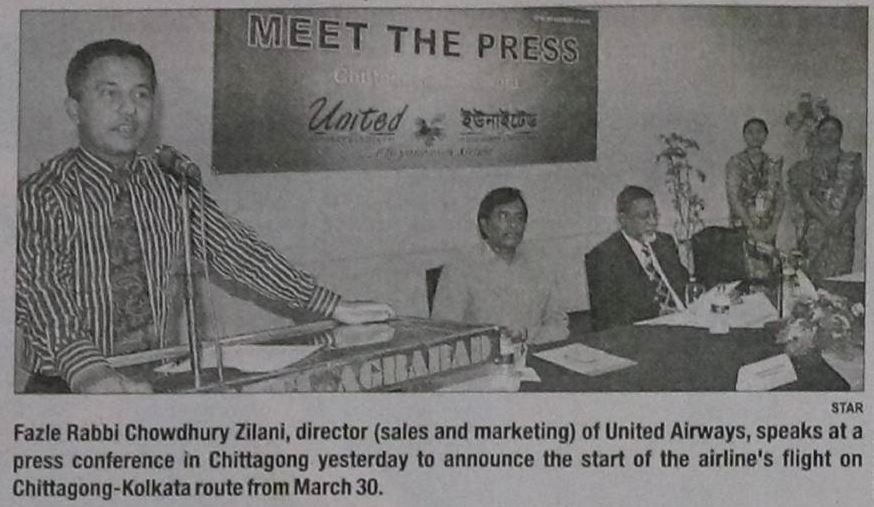 MEET THE PRESS
United
ইউনাইটেড
AGRABAD
STAR
Fazle Rabbi Chowdhury Zilani, director (sales and marketing) of United Airways, speaks at a
press conference in Chittagong yesterday to announce the start of the airline's flight on
Chittagong-Kolkata route from March 30.